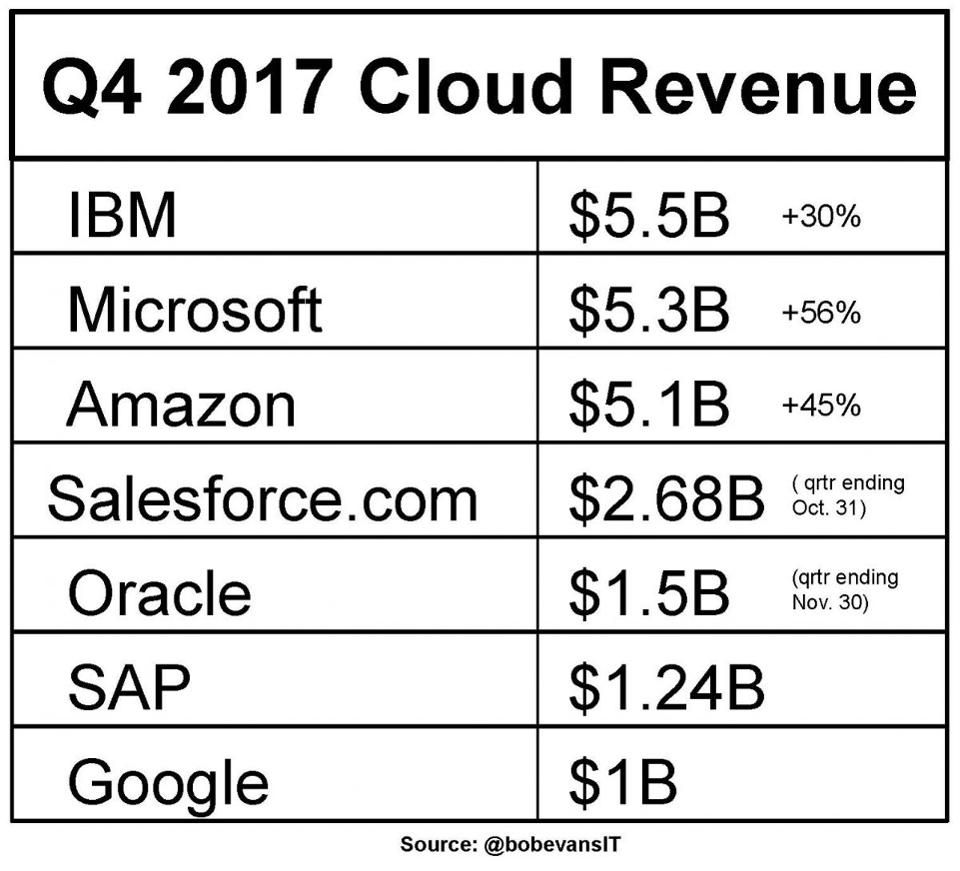 Q4 2017 Cloud Revenue
IBM $5.5B +30%
Microsoft $5.3B +56%
Amazon $5.1B +45%
Salesforce.com $2.68B ( qrtr ending
Oct. 31)
Oracle $1.5B (qrtr ending
Nov. 30)
SAP $1.24B
Google $1B
Source: @bobevansIT